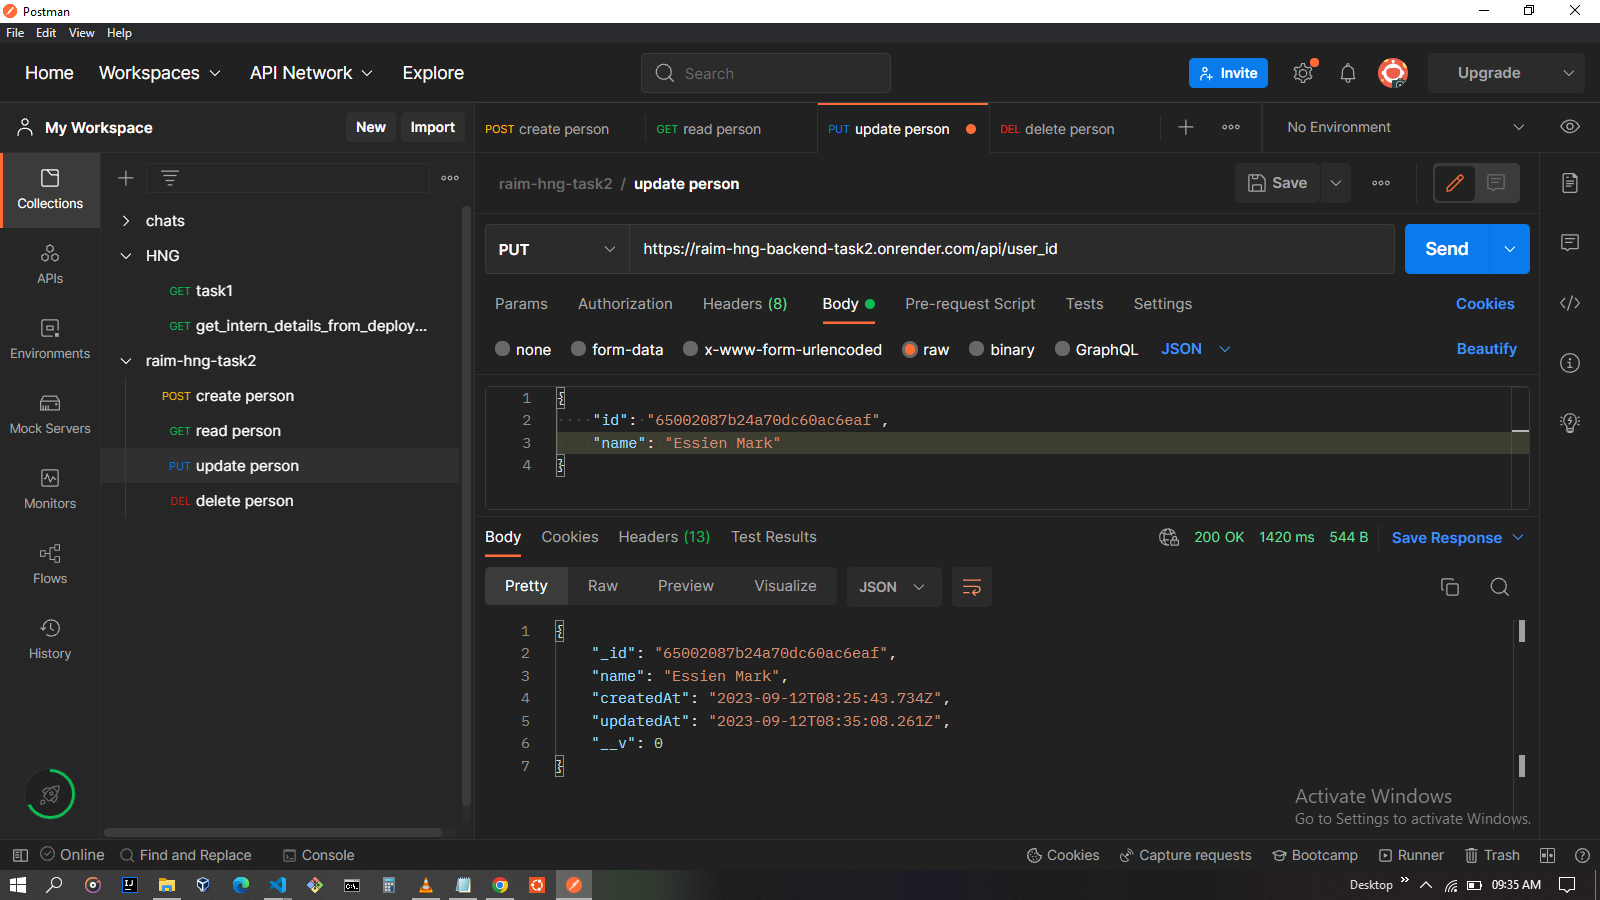 Postman
File Edit View Help
Home Workspaces API Network Explore Search Invite Upgrade
My Workspace New Import
POST create person GET read person PUT update person DEL delete person No Environment
Collections
APIs
Environments
Mock Servers
Monitors
Flows
History
chats
HNG
GET task1
GET get_intern_details_from_deploy...
raim-hng-task2
POST create person
GET read person
PUT update person
DEL delete person
raim-hng-task2 / update person Save
PUT https://raim-hng-backend-task2.onrender.com/api/user_id Send
Params Authorization Headers (8) Body Pre-request Script Tests Settings Cookies
none form-data x-www-form-urlencoded raw binary GraphQL JSON Beautify
1 {
2 "id": "65002087b24a70dc60ac6eaf",
3 "name": "Essien Mark"
4 }
Body Cookies Headers (13) Test Results 200 OK 1420 ms 544 B Save Response
Pretty Raw Preview Visualize JSON
1 {
2 "_id": "65002087b24a70dc60ac6eaf",
3 "name": "Essien Mark",
4 "createdAt": "2023-09-12T08:25:43.734Z",
5 "updatedAt": "2023-09-12T08:35:08.261Z",
6 "__v": 0
7 }
Activate Windows
Go to Settings to activate Windows.
Online Find and Replace Console Cookies Capture requests Bootcamp Runner Trash
Desktop 09:35 AM